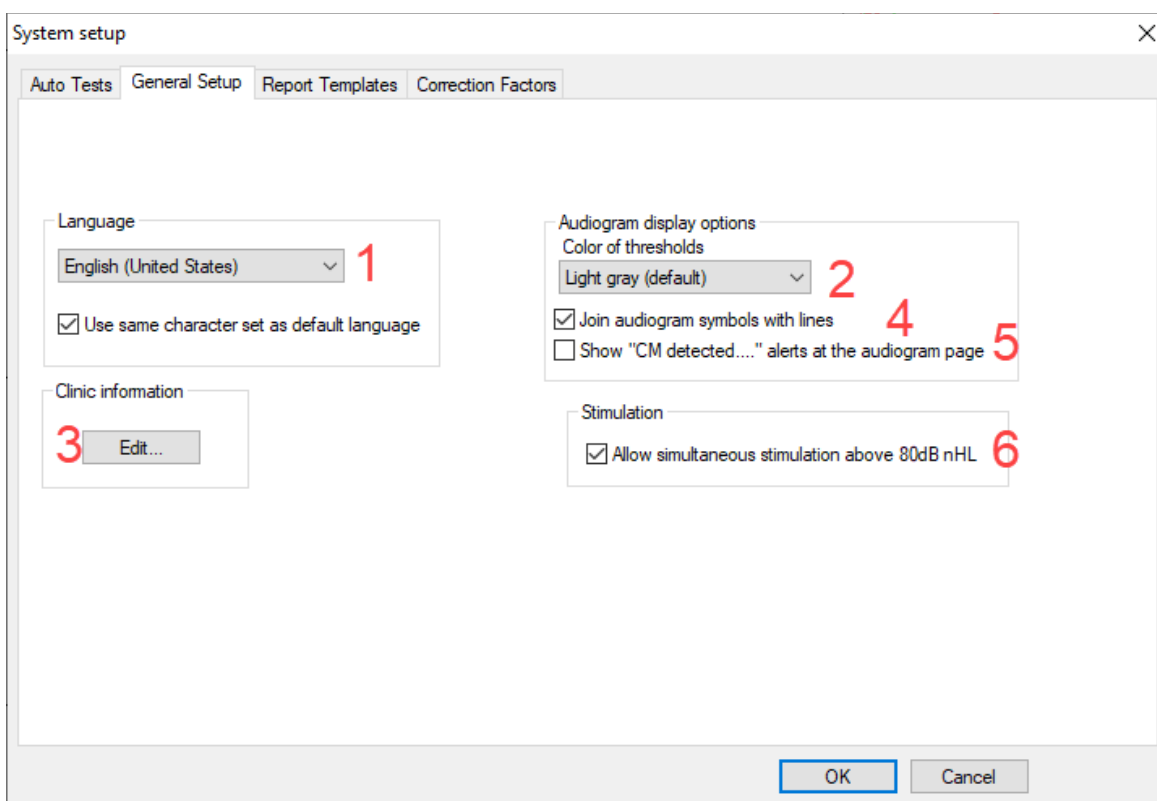 System setup
Auto Tests General Setup Report Templates Correction Factors
Language
English (United States) 1
Use same character set as default language
Audiogram display options
Color of thresholds
Light gray (default) 2
Join audiogram symbols with lines 4
Show "CM detected...." alerts at the audiogram page 5
Clinic information
3 Edit...
Stimulation
Allow simultaneous stimulation above 80dB nHL 6
OK Cancel